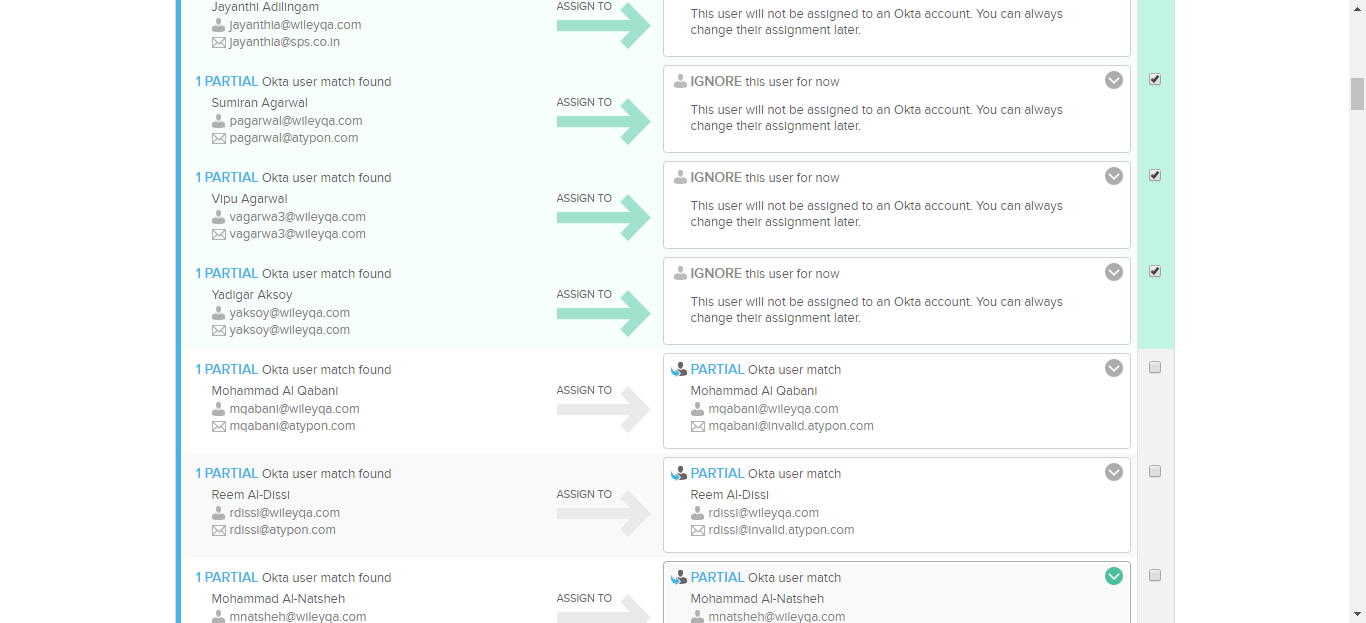 Jayanthi Adilingam
jayanthia@wileyqa.com
jayanthia@sps.co.in
ASSIGN TO
This user will not be assigned to an Okta account. You can always
change their assignment later.
1 PARTIAL Okta user match found
Sumiran Agarwal
pagarwal@wileyqa.com
pagarwal@atypon.com
ASSIGN TO
IGNORE this user for now
This user will not be assigned to an Okta account. You can always
change their assignment later.
1 PARTIAL Okta user match found
Vipu Agarwal
vagarwa3@wileyqa.com
vagarwa3@wileyqa.com
ASSIGN TO
IGNORE this user for now
This user will not be assigned to an Okta account. You can always
change their assignment later.
1 PARTIAL Okta user match found
Yadigar Aksoy
yaksoy@wileyqa.com
yaksoy@wileyqa.com
ASSIGN TO
IGNORE this user for now
This user will not be assigned to an Okta account. You can always
change their assignment later.
1 PARTIAL Okta user match found
Mohammad Al Qabani
mqabani@wileyqa.com
mqabani@atypon.com
ASSIGN TO
PARTIAL Okta user match
Mohammad Al Qabani
mqabani@wileyqa.com
mqabani@invalid.atypon.com
1 PARTIAL Okta user match found
Reem Al-Dissi
rdissi@wileyqa.com
rdissi@atypon.com
ASSIGN TO
PARTIAL Okta user match
Reem Al-Dissi
rdissi@wileyqa.com
rdissi@invalid.atypon.com
1 PARTIAL Okta user match found
Mohammad Al-Natsheh
mnatsheh@wileyqa.com
ASSIGN TO
PARTIAL Okta user match
Mohammad Al-Natsheh
mnatsheh@wileyqa.com